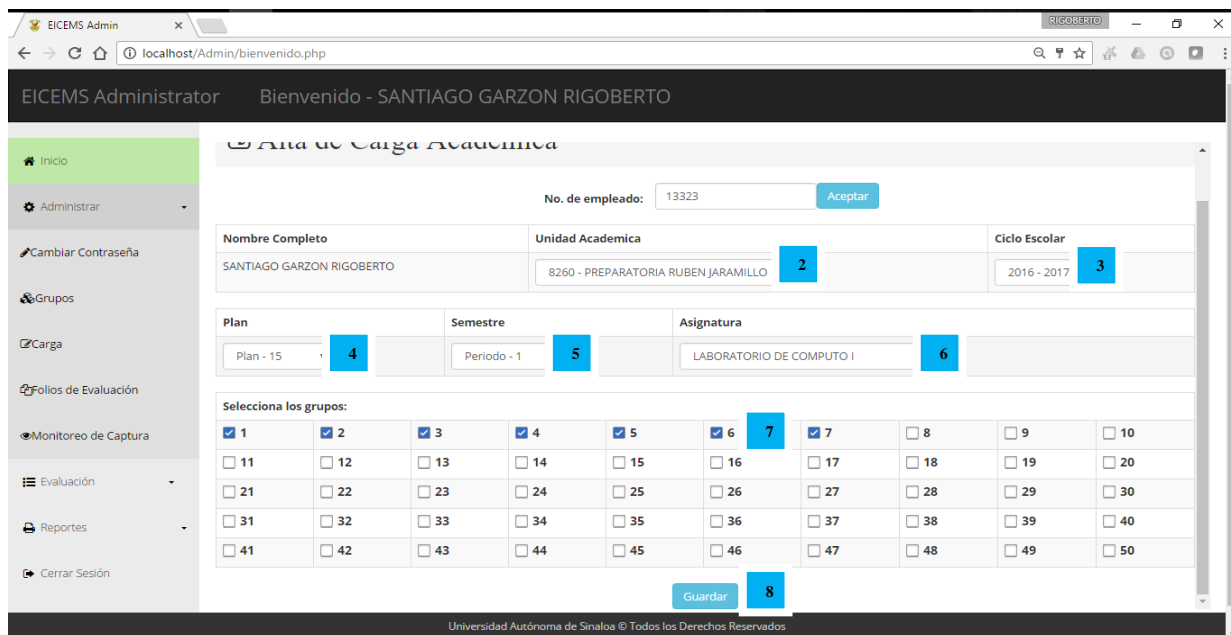 EICEMS Admin
RIGOBERTO
localhost/Admin/bienvenido.php
EICEMS Administrator Bienvenido - SANTIAGO GARZON RIGOBERTO
Inicio
Administrar
Cambiar Contraseña
Grupos
Carga
Folios de Evaluación
Monitoreo de Captura
Evaluación
Reportes
Cerrar Sesión
Alta de Carga Academica
No. de empleado: 13323 Aceptar
Nombre Completo Unidad Academica Ciclo Escolar
SANTIAGO GARZON RIGOBERTO 8260 - PREPARATORIA RUBEN JARAMILLO 2 2016 - 2017 3
Plan Semestre Asignatura
Plan - 15 4 Periodo - 1 5 LABORATORIO DE COMPUTO I 6
Selecciona los grupos:
1 2 3 4 5 6 7 7 8 9 10
11 12 13 14 15 16 17 18 19 20
21 22 23 24 25 26 27 28 29 30
31 32 33 34 35 36 37 38 39 40
41 42 43 44 45 46 47 48 49 50
Guardar 8
Universidad Autónoma de Sinaloa © Todos los Derechos Reservados